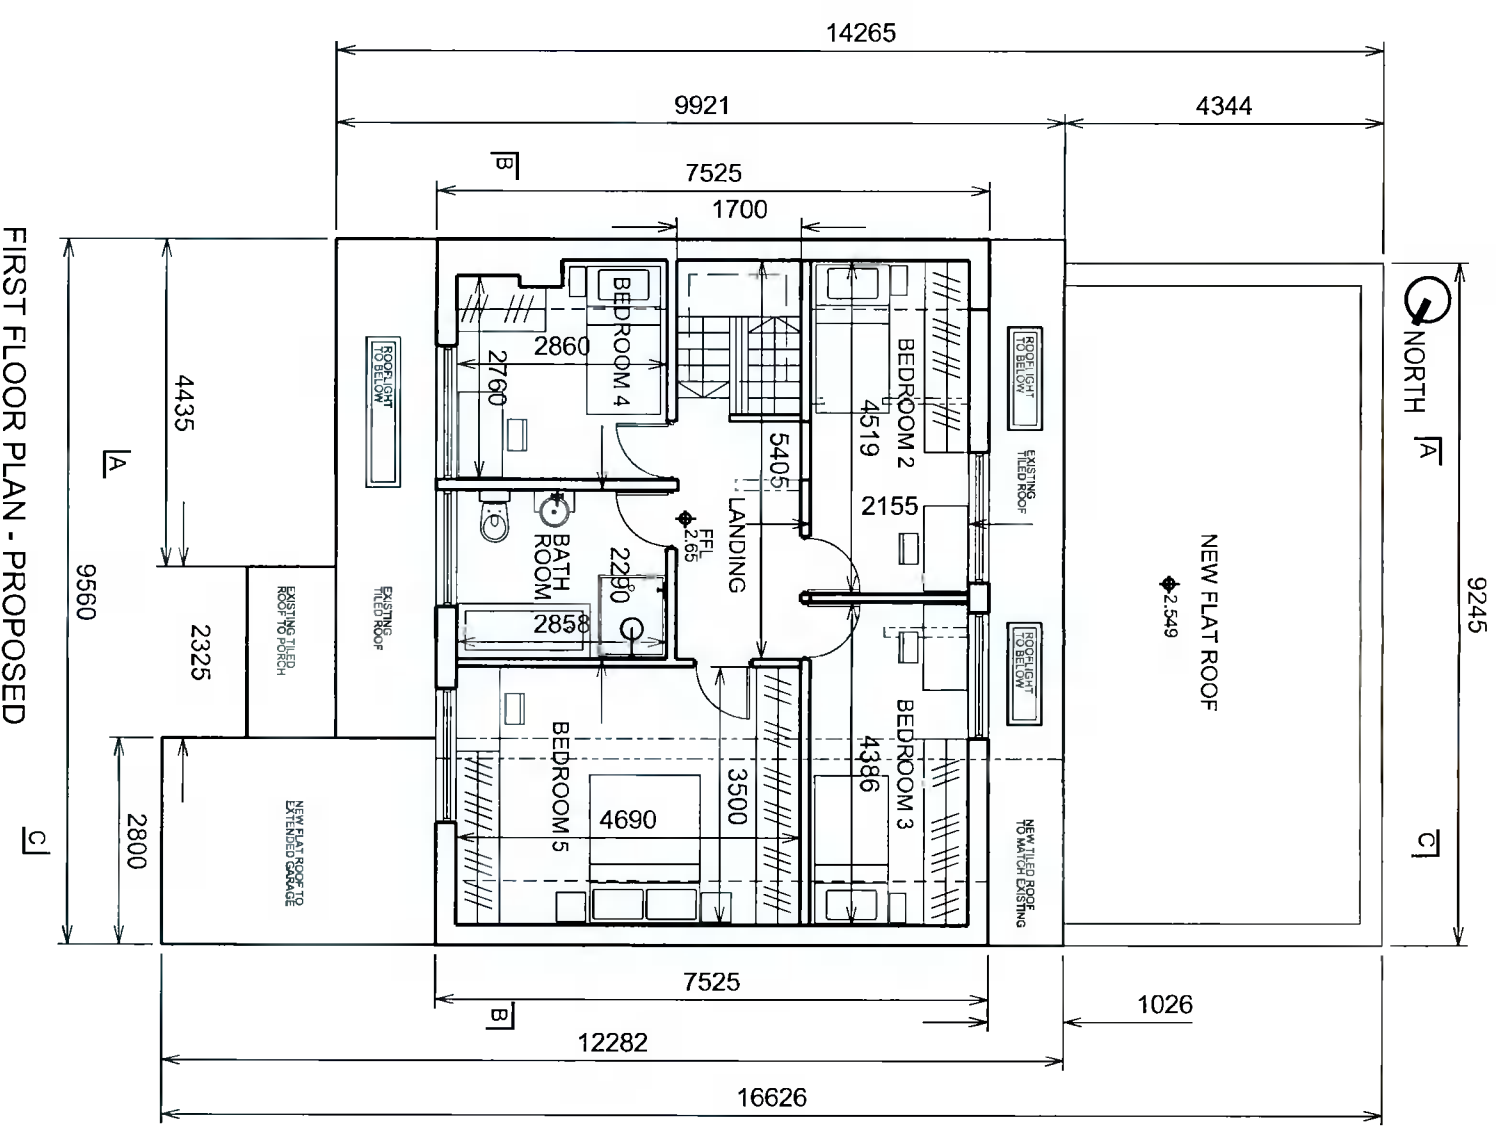 14265
9921
4344
7525
1700
B
FIRST FLOOR PLAN - PROPOSED
9560
4435
2325
2800
A
C
ROOFLIGHT
TO BELOW
EXISTING
TILED ROOF
EXISTING TILED
ROOF TO PORCH
NEW FLAT ROOF TO
EXTENDED GARAGE
BEDROOM 4
2860
2760
BATH
ROOM
2290
2858
BEDROOM 5
4690
3500
LANDING
FFL
2.65
5405
BEDROOM 2
4519
2155
BEDROOM 3
4386
ROOFLIGHT
TO BELOW
EXISTING
TILED ROOF
ROOFLIGHT
TO BELOW
NEW TILED ROOF
TO MATCH EXISTING
NEW FLAT ROOF
2.549
NORTH
A
9245
C
7525
B
1026
12282
16626